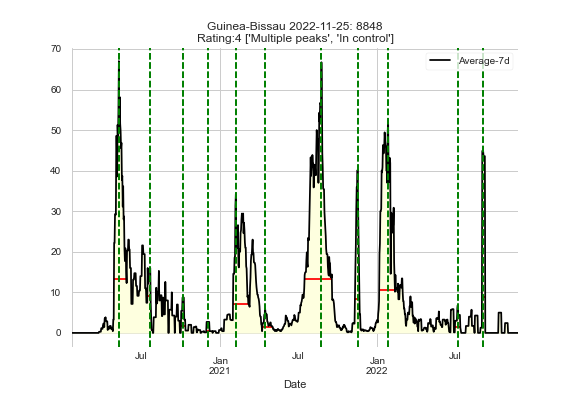 Guinea-Bissau 2022-11-25: 8848
Rating:4 ['Multiple peaks', 'In control']
Average-7d
70
60
50
40
30
20
10
0
Jul
Jan
2021
Jul
Jan
2022
Jul
Date